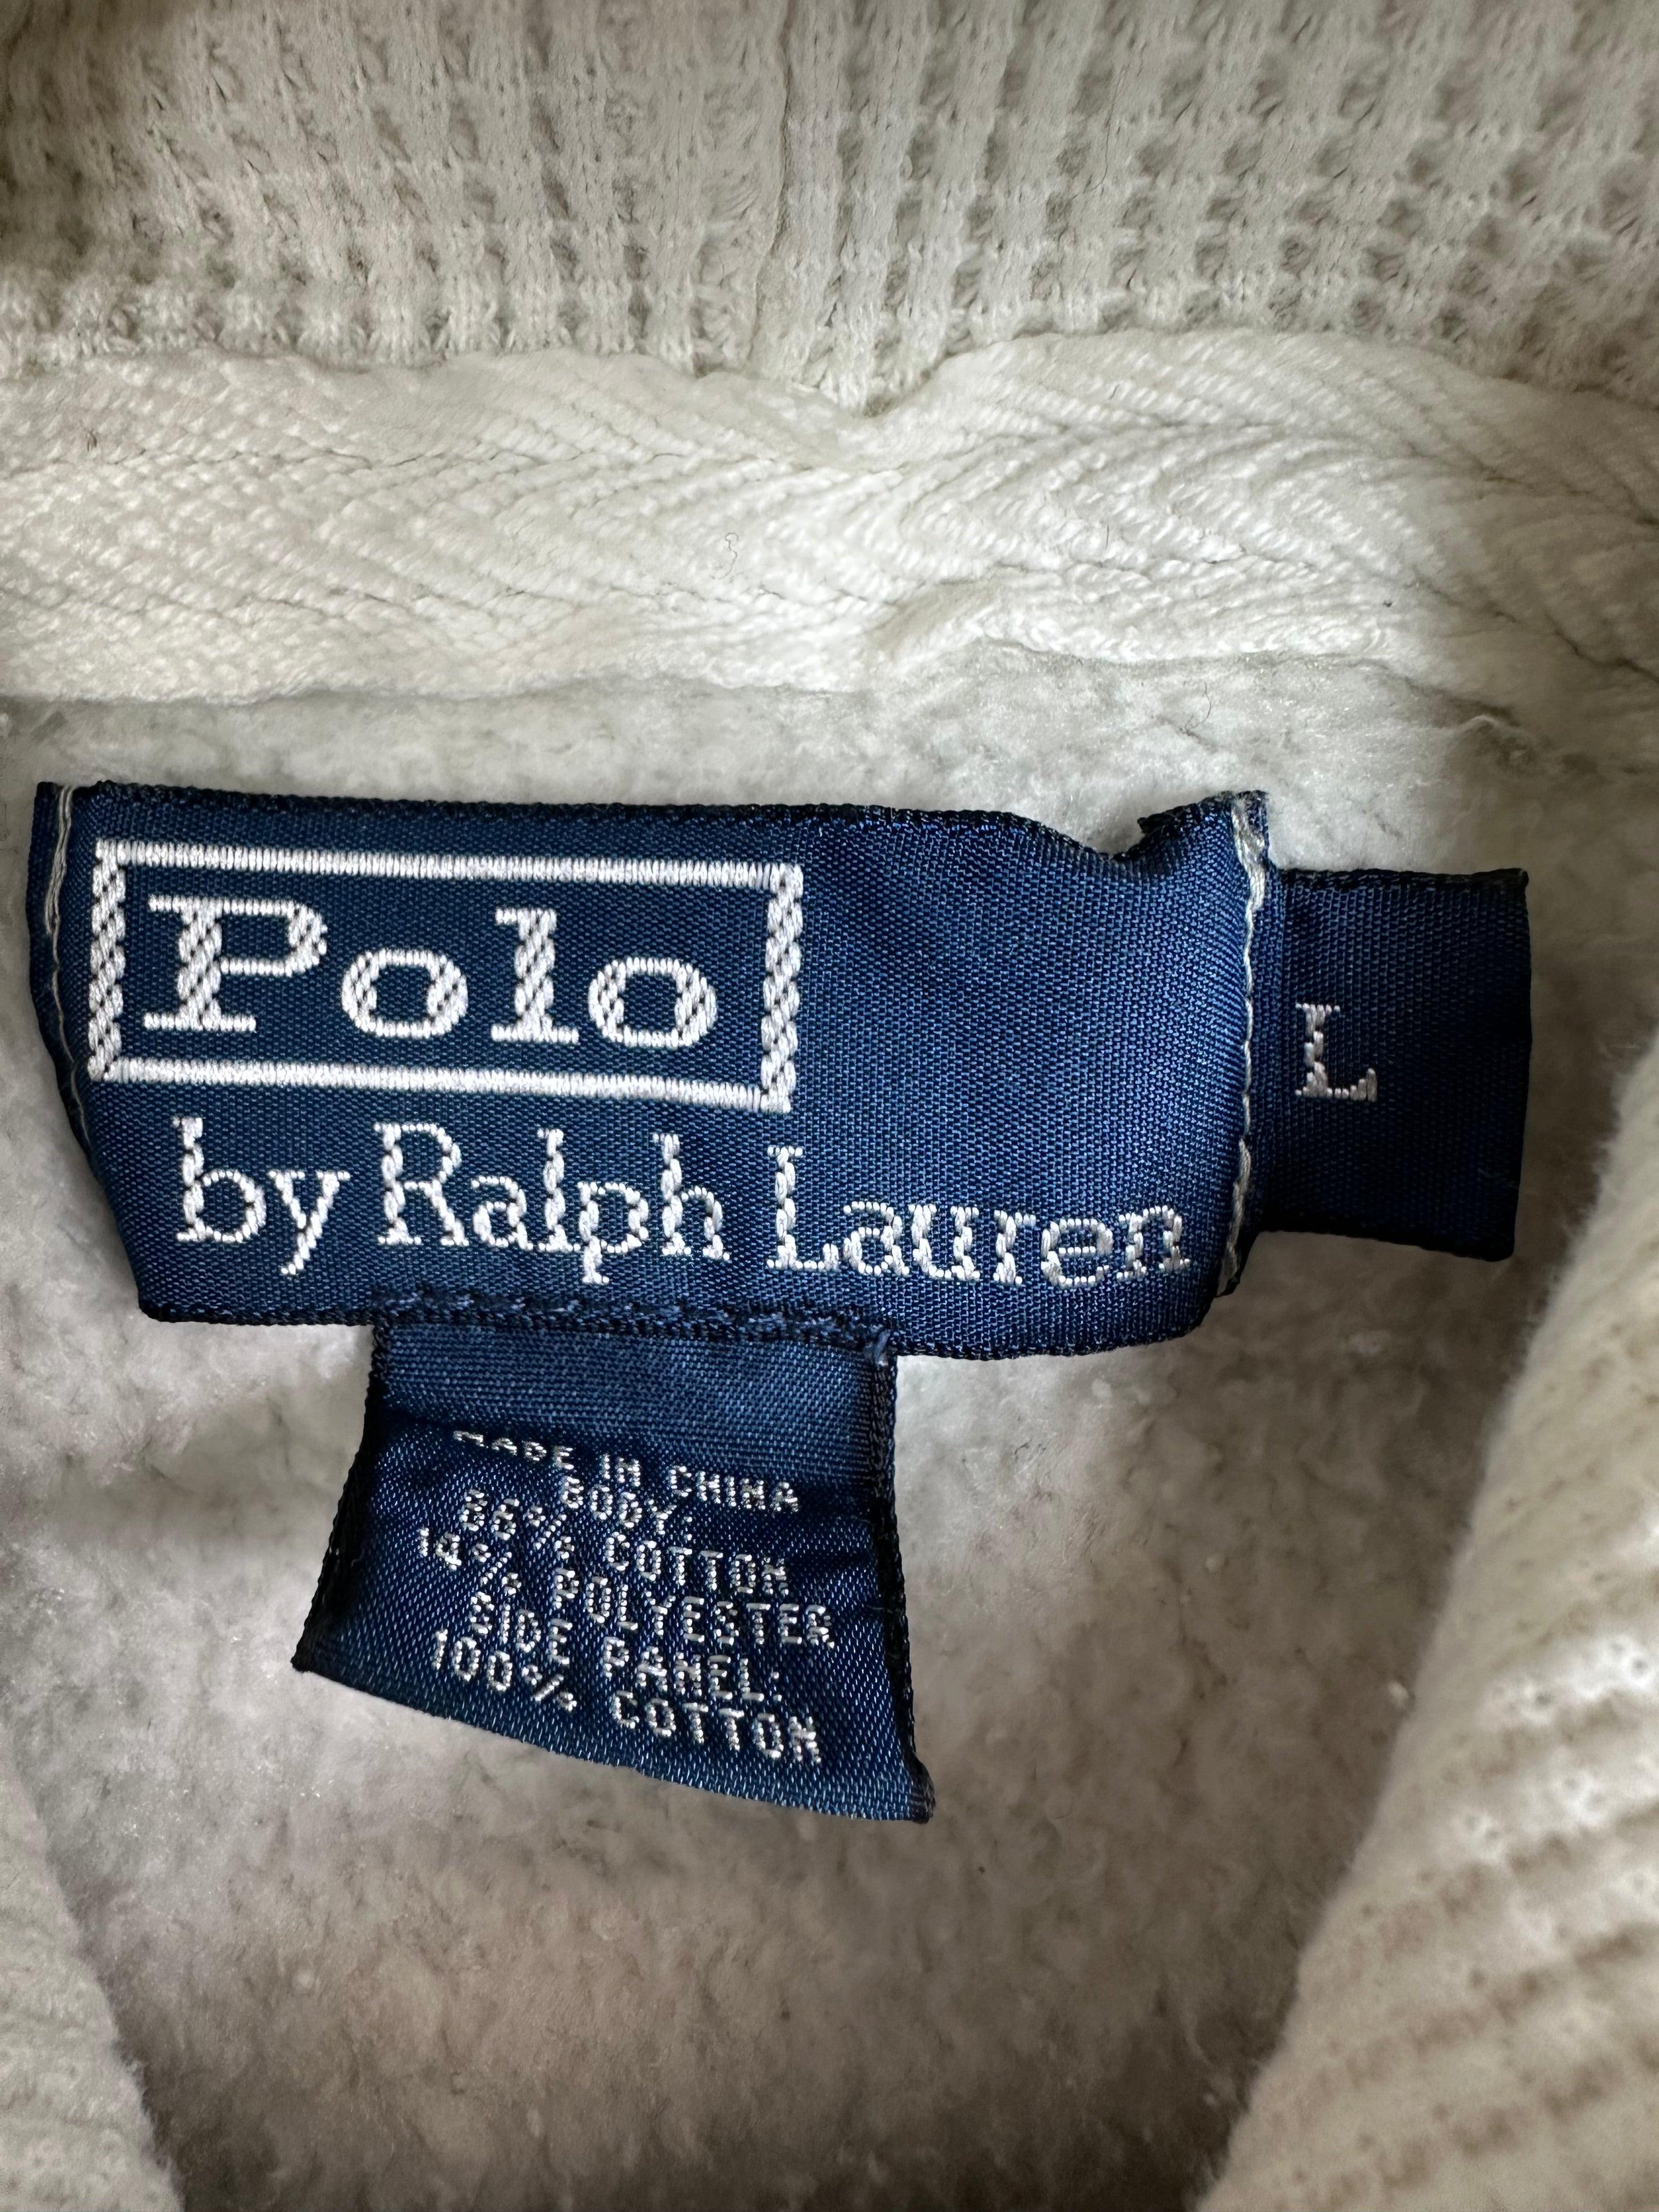 Polo
by Ralph Lauren
L
MADE IN CHINA
BODY:
86% COTTON
14% POLYESTER
SIDE PANEL:
100% COTTON